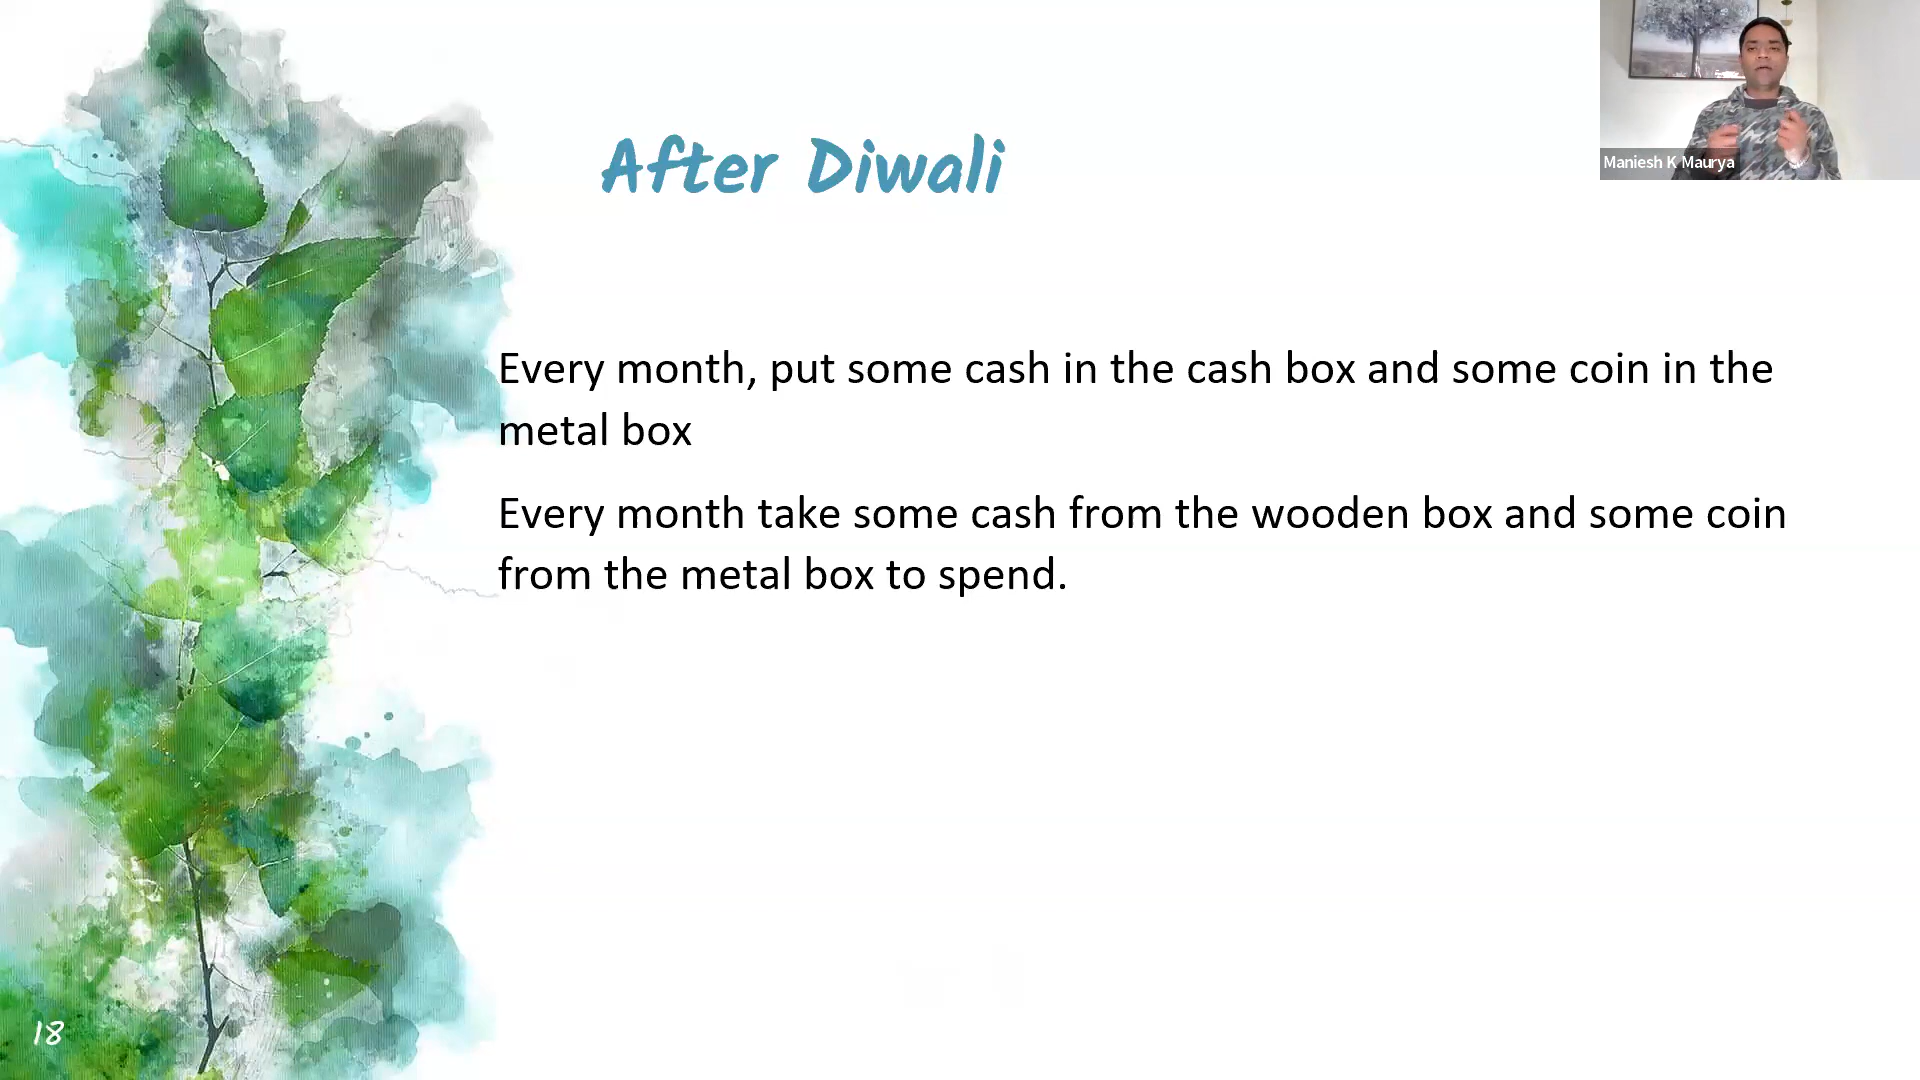 After Diwali
Maniesh K Maurya
Every month, put some cash in the cash box and some coin in the
metal box
Every month take some cash from the wooden box and some coin
from the metal box to spend.
18